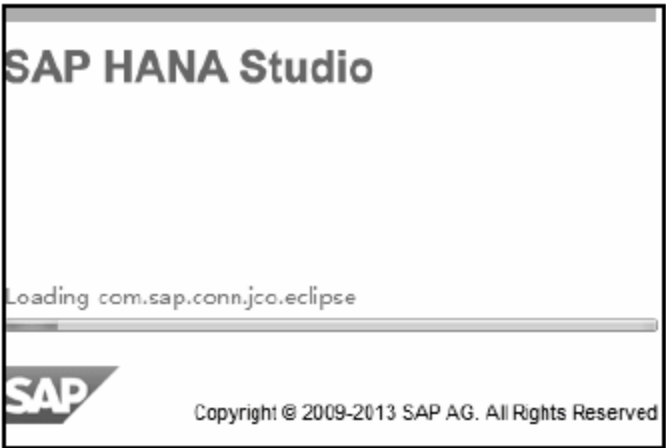 SAP HANA Studio
Loading com.sap.conn.jco.eclipse
SAP
Copyright © 2009-2013 SAP AG. All Rights Reserved